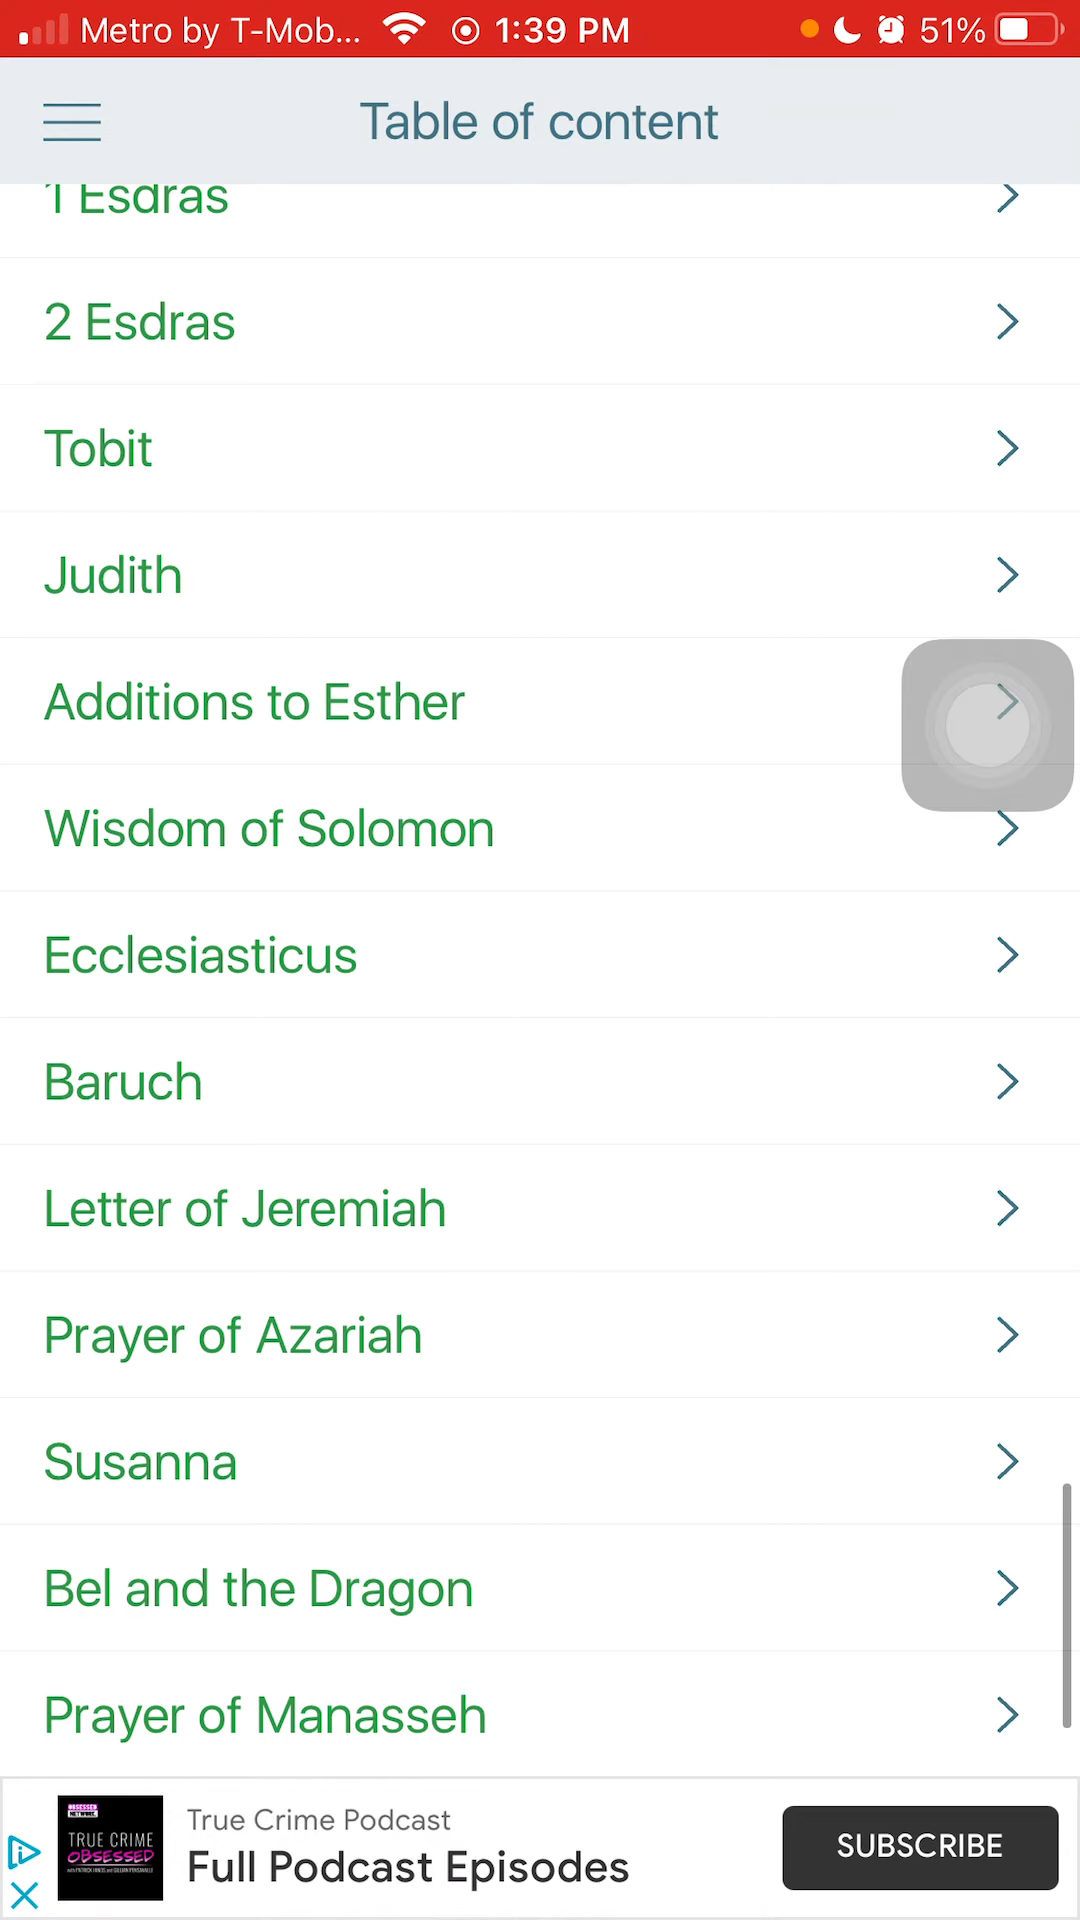 Metro by T-Mob... 1:39 PM 51%
Table of content
1 Esdras
2 Esdras
Tobit
Judith
Additions to Esther
Wisdom of Solomon
Ecclesiasticus
Baruch
Letter of Jeremiah
Prayer of Azariah
Susanna
Bel and the Dragon
Prayer of Manasseh
OBSESSED
NETWORK
TRUE CRIME
OBSESSED
True Crime Podcast
Full Podcast Episodes
SUBSCRIBE